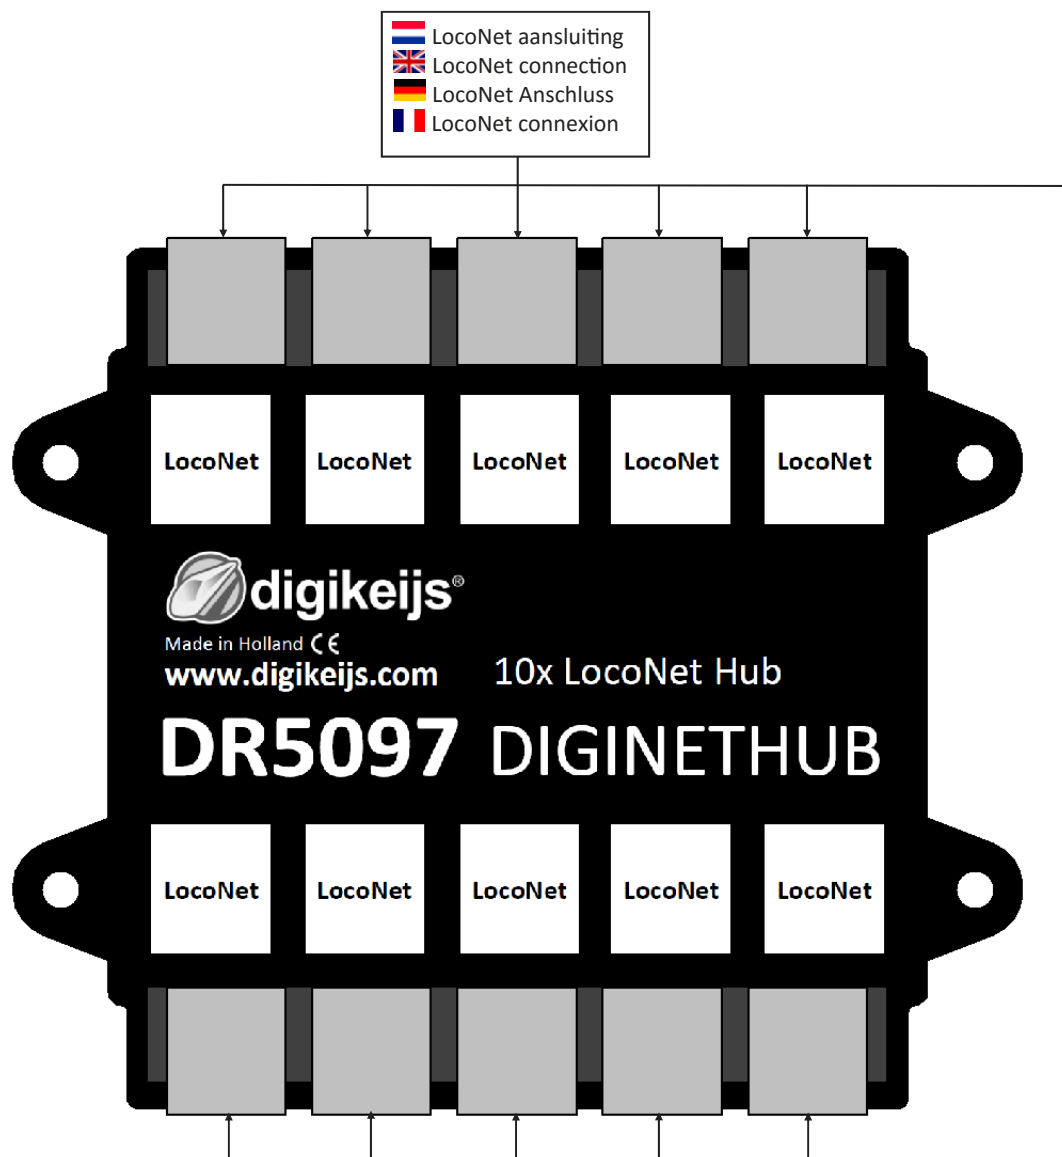 LocoNet aansluiting
LocoNet connection
LocoNet Anschluss
LocoNet connexion
LocoNet LocoNet LocoNet LocoNet LocoNet
digikeijs®
Made in Holland CE
www.digikeijs.com 10x LocoNet Hub
DR5097 DIGINETHUB
LocoNet LocoNet LocoNet LocoNet LocoNet